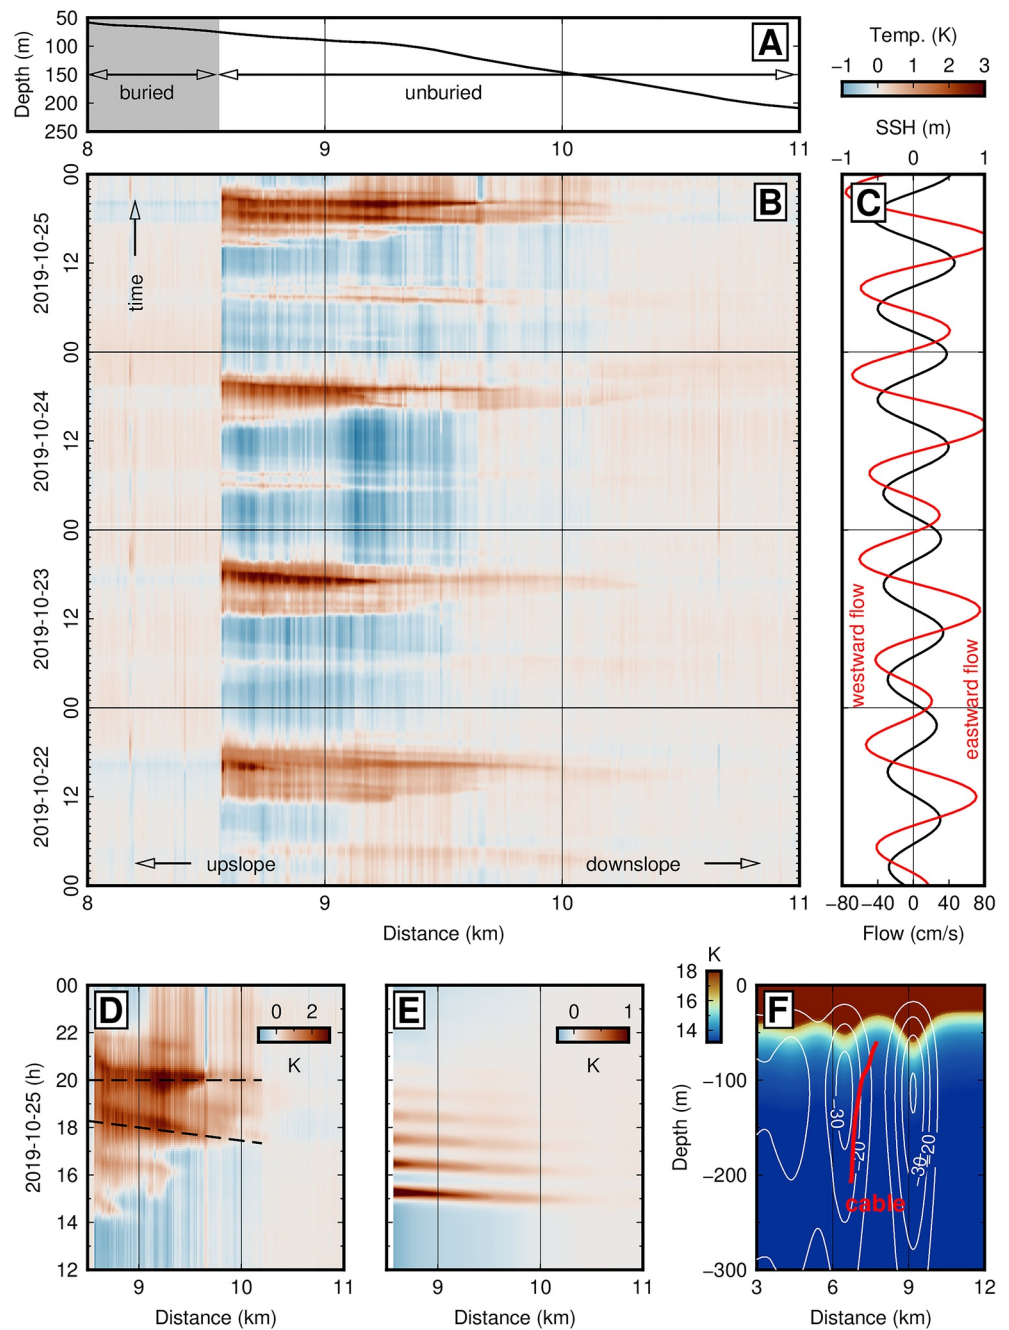 50
100
150
200
250
Depth (m)
buried
unburied
A
8
9
10
11
Temp. (K)
−1 0 1 2 3
SSH (m)
−1 0 1
00
12
00
12
00
12
00
12
00
2019-10-25
2019-10-24
2019-10-23
2019-10-22
time
B
upslope
downslope
8
9
10
11
Distance (km)
C
westward flow
eastward flow
−80 −40 0 40 80
Flow (cm/s)
D
0 2
K
00
22
20
18
16
14
12
2019-10-25 (h)
9 10 11
Distance (km)
E
0 1
K
9 10 11
Distance (km)
K
18
16
14
F
0
−100
−200
−300
Depth (m)
−30
−20
−30
−20
cable
3 6 9 12
Distance (km)